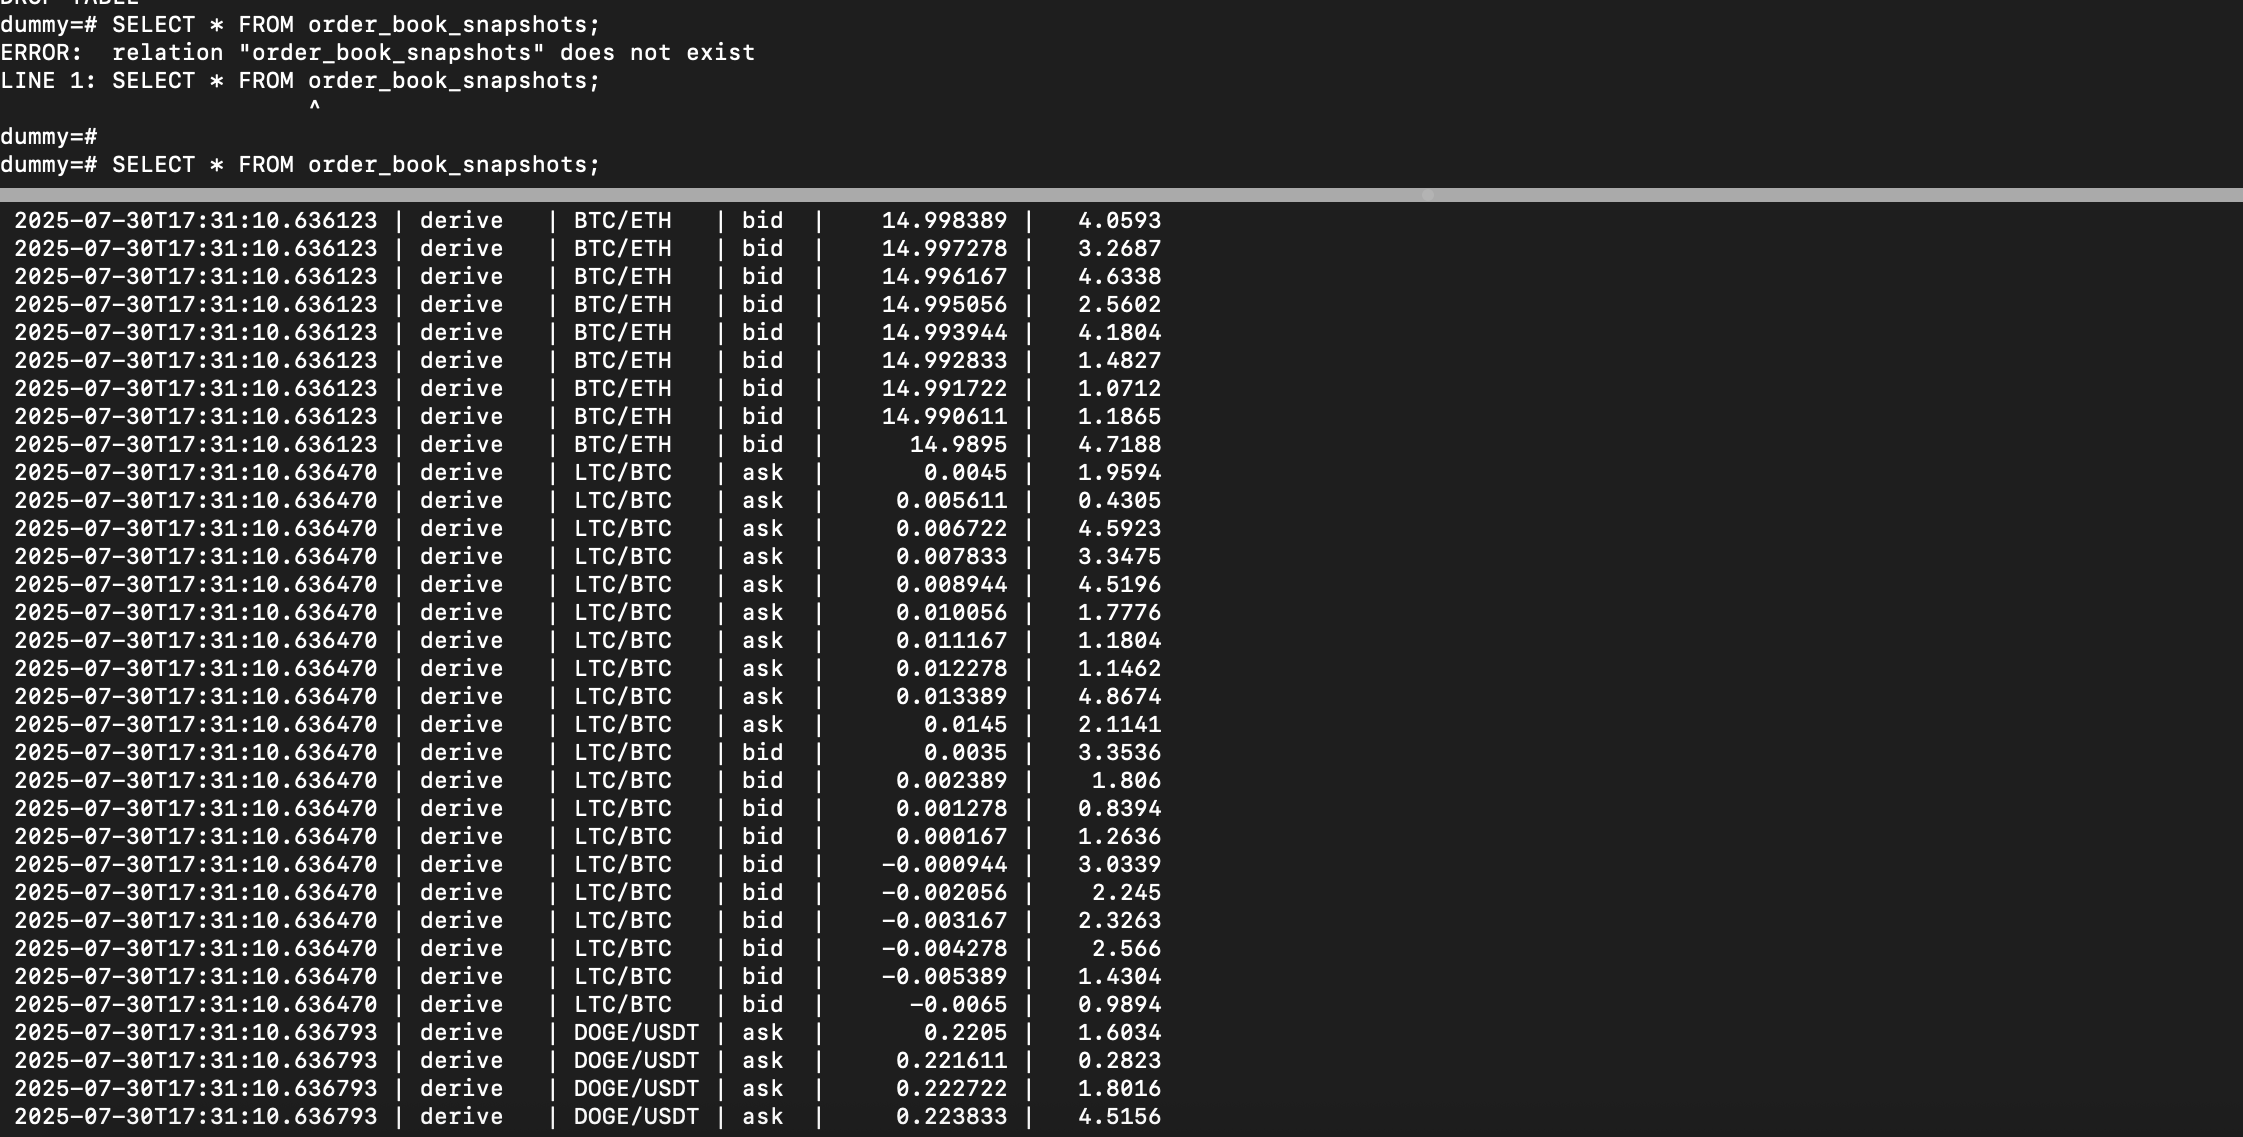 DROP TABLE
dummy=# SELECT * FROM order_book_snapshots;
ERROR:  relation "order_book_snapshots" does not exist
LINE 1: SELECT * FROM order_book_snapshots;
                      ^
dummy=#
dummy=# SELECT * FROM order_book_snapshots;
 2025-07-30T17:31:10.636123 | derive   | BTC/ETH   | bid  |    14.998389 |   4.0593
 2025-07-30T17:31:10.636123 | derive   | BTC/ETH   | bid  |    14.997278 |   3.2687
 2025-07-30T17:31:10.636123 | derive   | BTC/ETH   | bid  |    14.996167 |   4.6338
 2025-07-30T17:31:10.636123 | derive   | BTC/ETH   | bid  |    14.995056 |   2.5602
 2025-07-30T17:31:10.636123 | derive   | BTC/ETH   | bid  |    14.993944 |   4.1804
 2025-07-30T17:31:10.636123 | derive   | BTC/ETH   | bid  |    14.992833 |   1.4827
 2025-07-30T17:31:10.636123 | derive   | BTC/ETH   | bid  |    14.991722 |   1.0712
 2025-07-30T17:31:10.636123 | derive   | BTC/ETH   | bid  |    14.990611 |   1.1865
 2025-07-30T17:31:10.636123 | derive   | BTC/ETH   | bid  |      14.9895 |   4.7188
 2025-07-30T17:31:10.636470 | derive   | LTC/BTC   | ask  |       0.0045 |   1.9594
 2025-07-30T17:31:10.636470 | derive   | LTC/BTC   | ask  |     0.005611 |   0.4305
 2025-07-30T17:31:10.636470 | derive   | LTC/BTC   | ask  |     0.006722 |   4.5923
 2025-07-30T17:31:10.636470 | derive   | LTC/BTC   | ask  |     0.007833 |   3.3475
 2025-07-30T17:31:10.636470 | derive   | LTC/BTC   | ask  |     0.008944 |   4.5196
 2025-07-30T17:31:10.636470 | derive   | LTC/BTC   | ask  |     0.010056 |   1.7776
 2025-07-30T17:31:10.636470 | derive   | LTC/BTC   | ask  |     0.011167 |   1.1804
 2025-07-30T17:31:10.636470 | derive   | LTC/BTC   | ask  |     0.012278 |   1.1462
 2025-07-30T17:31:10.636470 | derive   | LTC/BTC   | ask  |     0.013389 |   4.8674
 2025-07-30T17:31:10.636470 | derive   | LTC/BTC   | ask  |       0.0145 |   2.1141
 2025-07-30T17:31:10.636470 | derive   | LTC/BTC   | bid  |       0.0035 |   3.3536
 2025-07-30T17:31:10.636470 | derive   | LTC/BTC   | bid  |     0.002389 |    1.806
 2025-07-30T17:31:10.636470 | derive   | LTC/BTC   | bid  |     0.001278 |   0.8394
 2025-07-30T17:31:10.636470 | derive   | LTC/BTC   | bid  |     0.000167 |   1.2636
 2025-07-30T17:31:10.636470 | derive   | LTC/BTC   | bid  |    -0.000944 |   3.0339
 2025-07-30T17:31:10.636470 | derive   | LTC/BTC   | bid  |    -0.002056 |    2.245
 2025-07-30T17:31:10.636470 | derive   | LTC/BTC   | bid  |    -0.003167 |   2.3263
 2025-07-30T17:31:10.636470 | derive   | LTC/BTC   | bid  |    -0.004278 |    2.566
 2025-07-30T17:31:10.636470 | derive   | LTC/BTC   | bid  |    -0.005389 |   1.4304
 2025-07-30T17:31:10.636470 | derive   | LTC/BTC   | bid  |      -0.0065 |   0.9894
 2025-07-30T17:31:10.636793 | derive   | DOGE/USDT | ask  |       0.2205 |   1.6034
 2025-07-30T17:31:10.636793 | derive   | DOGE/USDT | ask  |     0.221611 |   0.2823
 2025-07-30T17:31:10.636793 | derive   | DOGE/USDT | ask  |     0.222722 |   1.8016
 2025-07-30T17:31:10.636793 | derive   | DOGE/USDT | ask  |     0.223833 |   4.5156